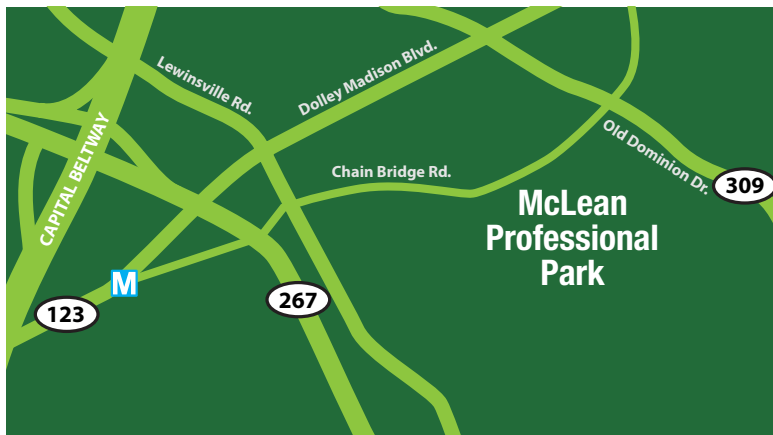 Lewinsville Rd.
Dolley Madison Blvd.
CAPITAL BELTWAY
Chain Bridge Rd.
Old Dominion Dr.
309
McLean
Professional
Park
M
123
267